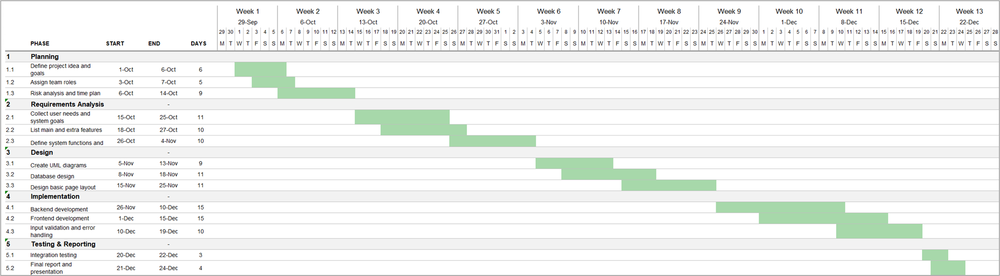 Week 1 Week 2 Week 3 Week 4 Week 5 Week 6 Week 7 Week 8 Week 9 Week 10 Week 11 Week 12 Week 13
29-Sep 6-Oct 13-Oct 20-Oct 27-Oct 3-Nov 10-Nov 17-Nov 24-Nov 1-Dec 8-Dec 15-Dec 22-Dec
29 30 1 2 3 4 5 6 7 8 9 10 11 12 13 14 15 16 17 18 19 20 21 22 23 24 25 26 27 28 29 30 31 1 2 3 4 5 6 7 8 9 10 11 12 13 14 15 16 17 18 19 20 21 22 23 24 25 26 27 28 29 30 1 2 3 4 5 6 7 8 9 10 11 12 13 14 15 16 17 18 19 20 21 22 23 24 25 26 27 28
PHASE START END DAYS M T W T F S S M T W T F S S M T W T F S S M T W T F S S M T W T F S S M T W T F S S M T W T F S S M T W T F S S M T W T F S S M T W T F S S M T W T F S S M T W T F S S M T W T F S S
1 Planning
1.1 Define project idea and goals 1-Oct 6-Oct 6
1.2 Assign team roles 3-Oct 7-Oct 5
1.3 Risk analysis and time plan 6-Oct 14-Oct 9
2 Requirements Analysis -
2.1 Collect user needs and system goals 15-Oct 25-Oct 11
2.2 List main and extra features 18-Oct 27-Oct 10
2.3 Define system functions and 26-Oct 4-Nov 10
3 Design -
3.1 Create UML diagrams 5-Nov 13-Nov 9
3.2 Database design 8-Nov 18-Nov 11
3.3 Design basic page layout 15-Nov 25-Nov 11
4 Implementation -
4.1 Backend development 26-Nov 10-Dec 15
4.2 Frontend development 1-Dec 15-Dec 15
4.3 Input validation and error handling 10-Dec 19-Dec 10
5 Testing & Reporting -
5.1 Integration testing 20-Dec 22-Dec 3
5.2 Final report and presentation 21-Dec 24-Dec 4